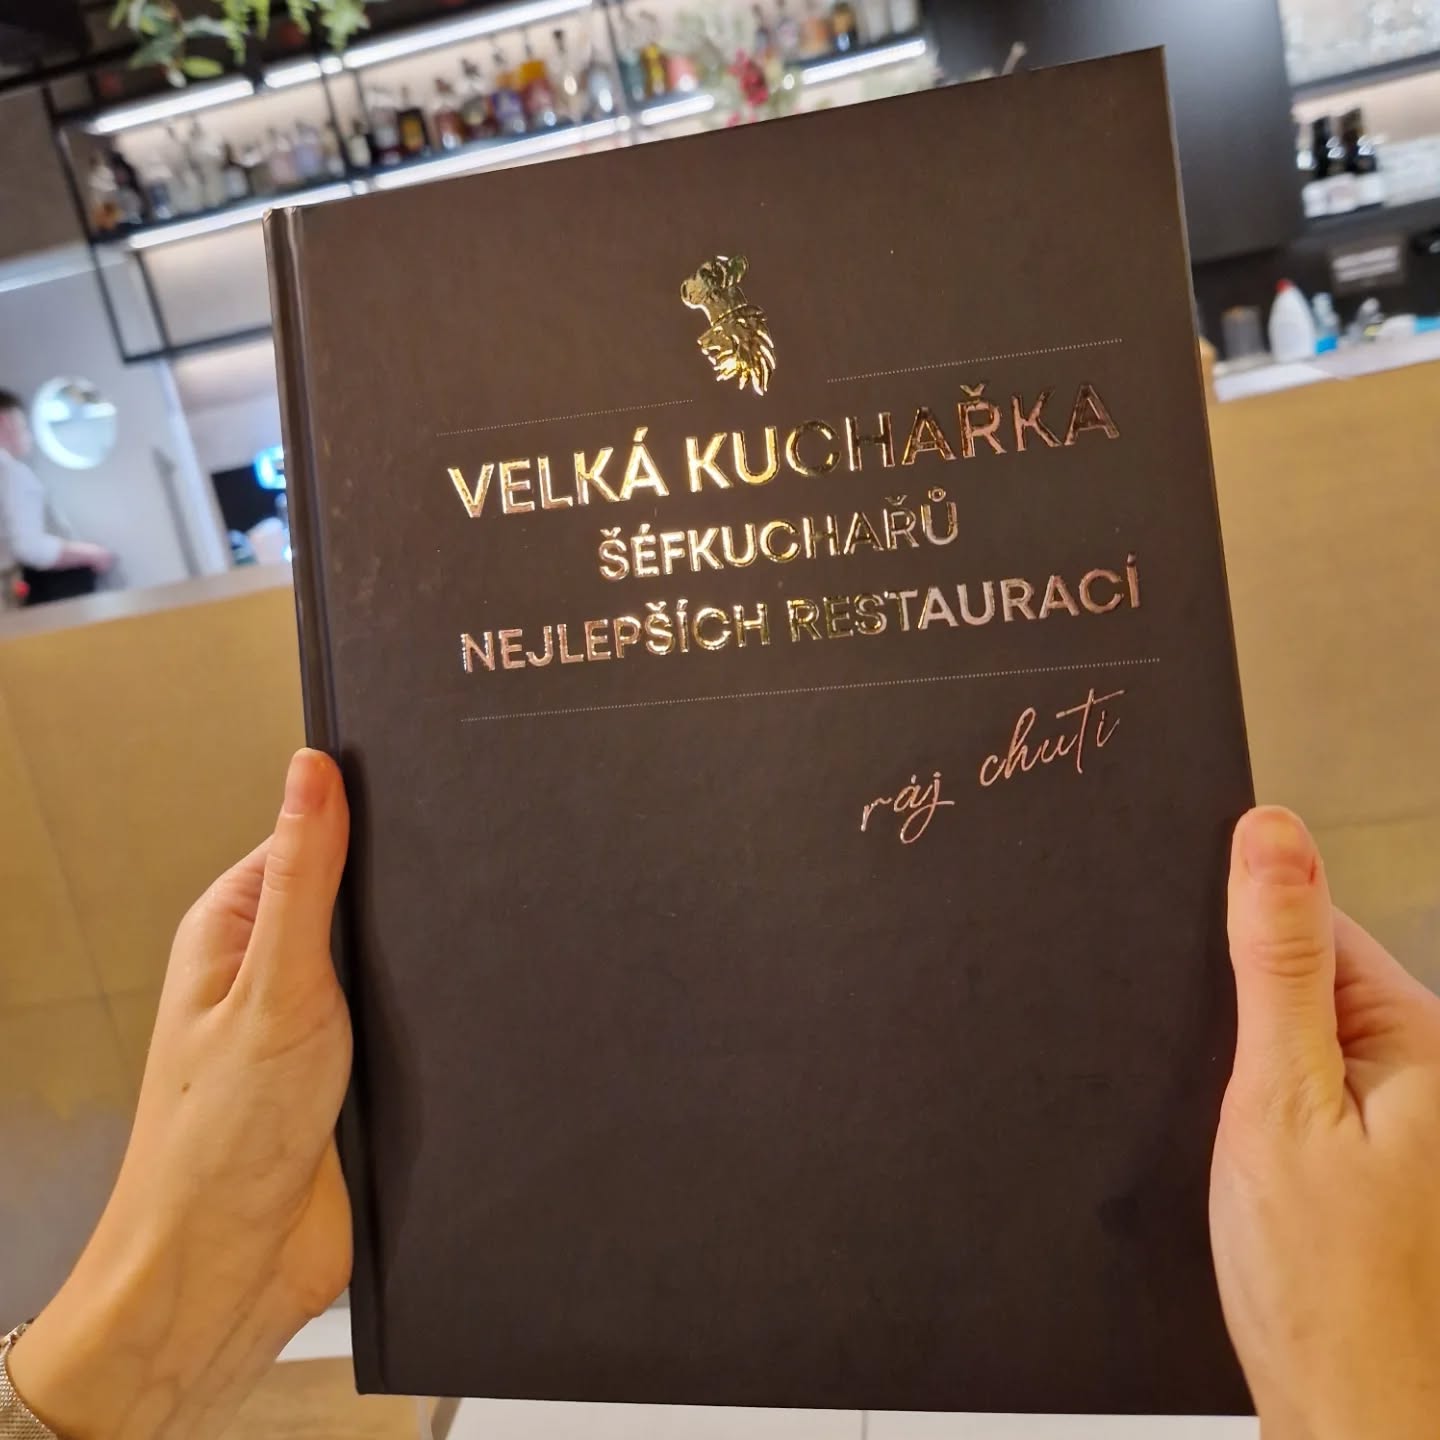 VELKÁ KUCHAŘKA
ŠÉFKUCHAŘŮ
NEJLEPŠÍCH RESTAURACÍ
ráj chuti